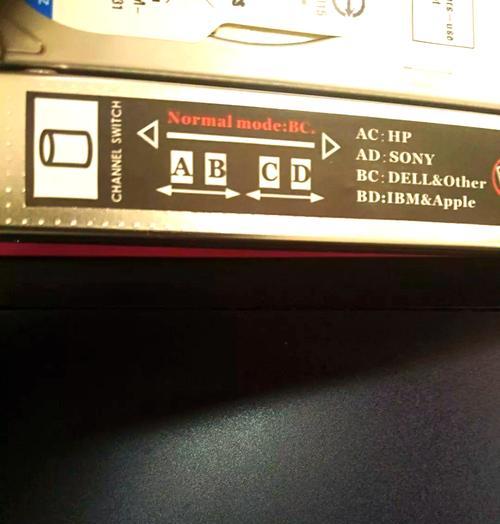 CHANNEL SWITCH
Normal mode:BC.
A B C D
AC:HP
AD:SONY
BC:DELL&Other
BD:IBM&Apple